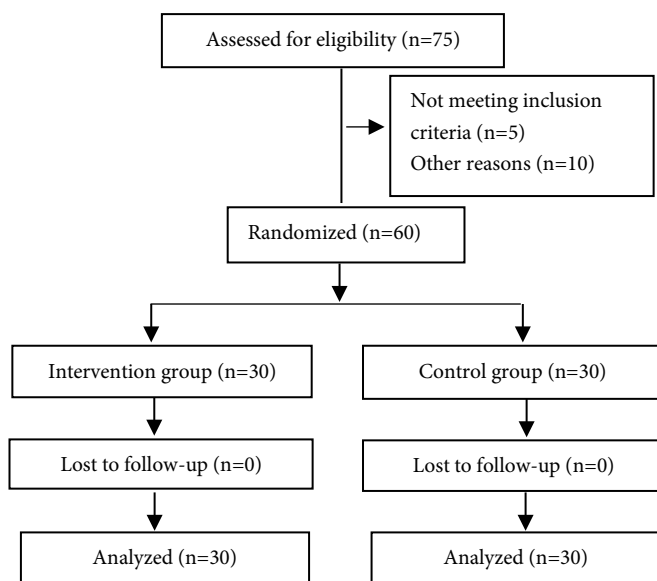 Assessed for eligibility (n=75)
Not meeting inclusion
criteria (n=5)
Other reasons (n=10)
Randomized (n=60)
Intervention group (n=30)
Control group (n=30)
Lost to follow-up (n=0)
Lost to follow-up (n=0)
Analyzed (n=30)
Analyzed (n=30)